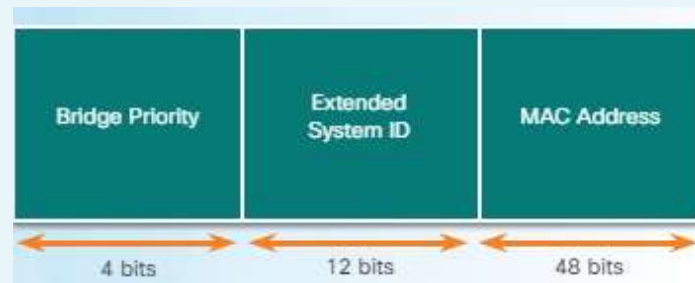 Bridge Priority
Extended
System ID
MAC Address
4 bits
12 bits
48 bits